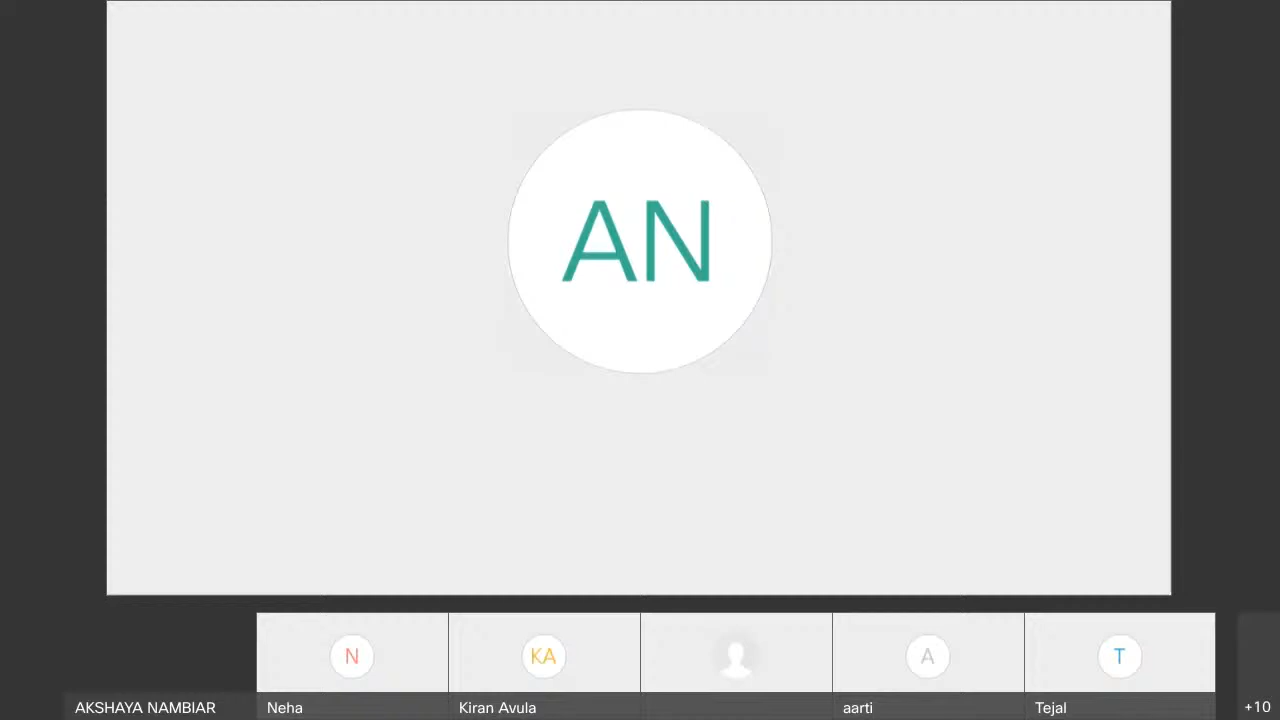 AN
N
KA
A
T
AKSHAYA NAMBIAR
Neha
Kiran Avula
aarti
Tejal
+10